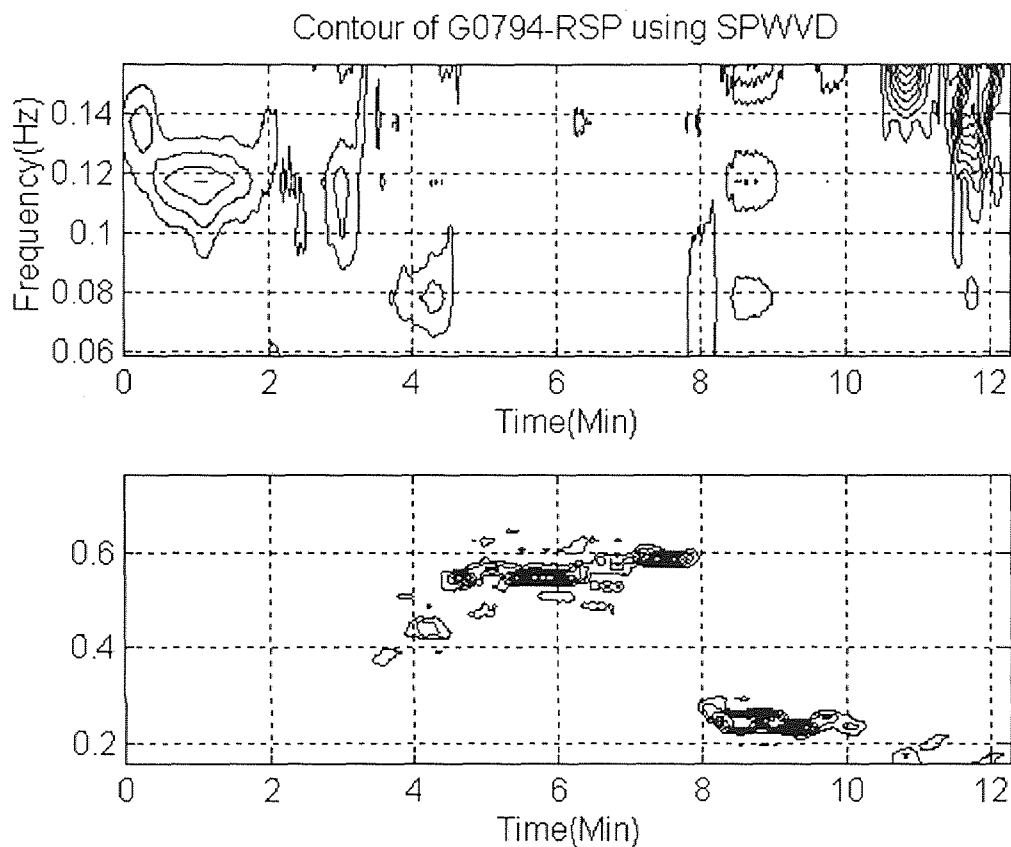 Contour of G0794-RSP using SPWVD
Frequency(Hz)
0.14
0.12
0.1
0.08
0.06
0 2 4 6 8 10 12
Time(Min)
0.6
0.4
0.2
0 2 4 6 8 10 12
Time(Min)